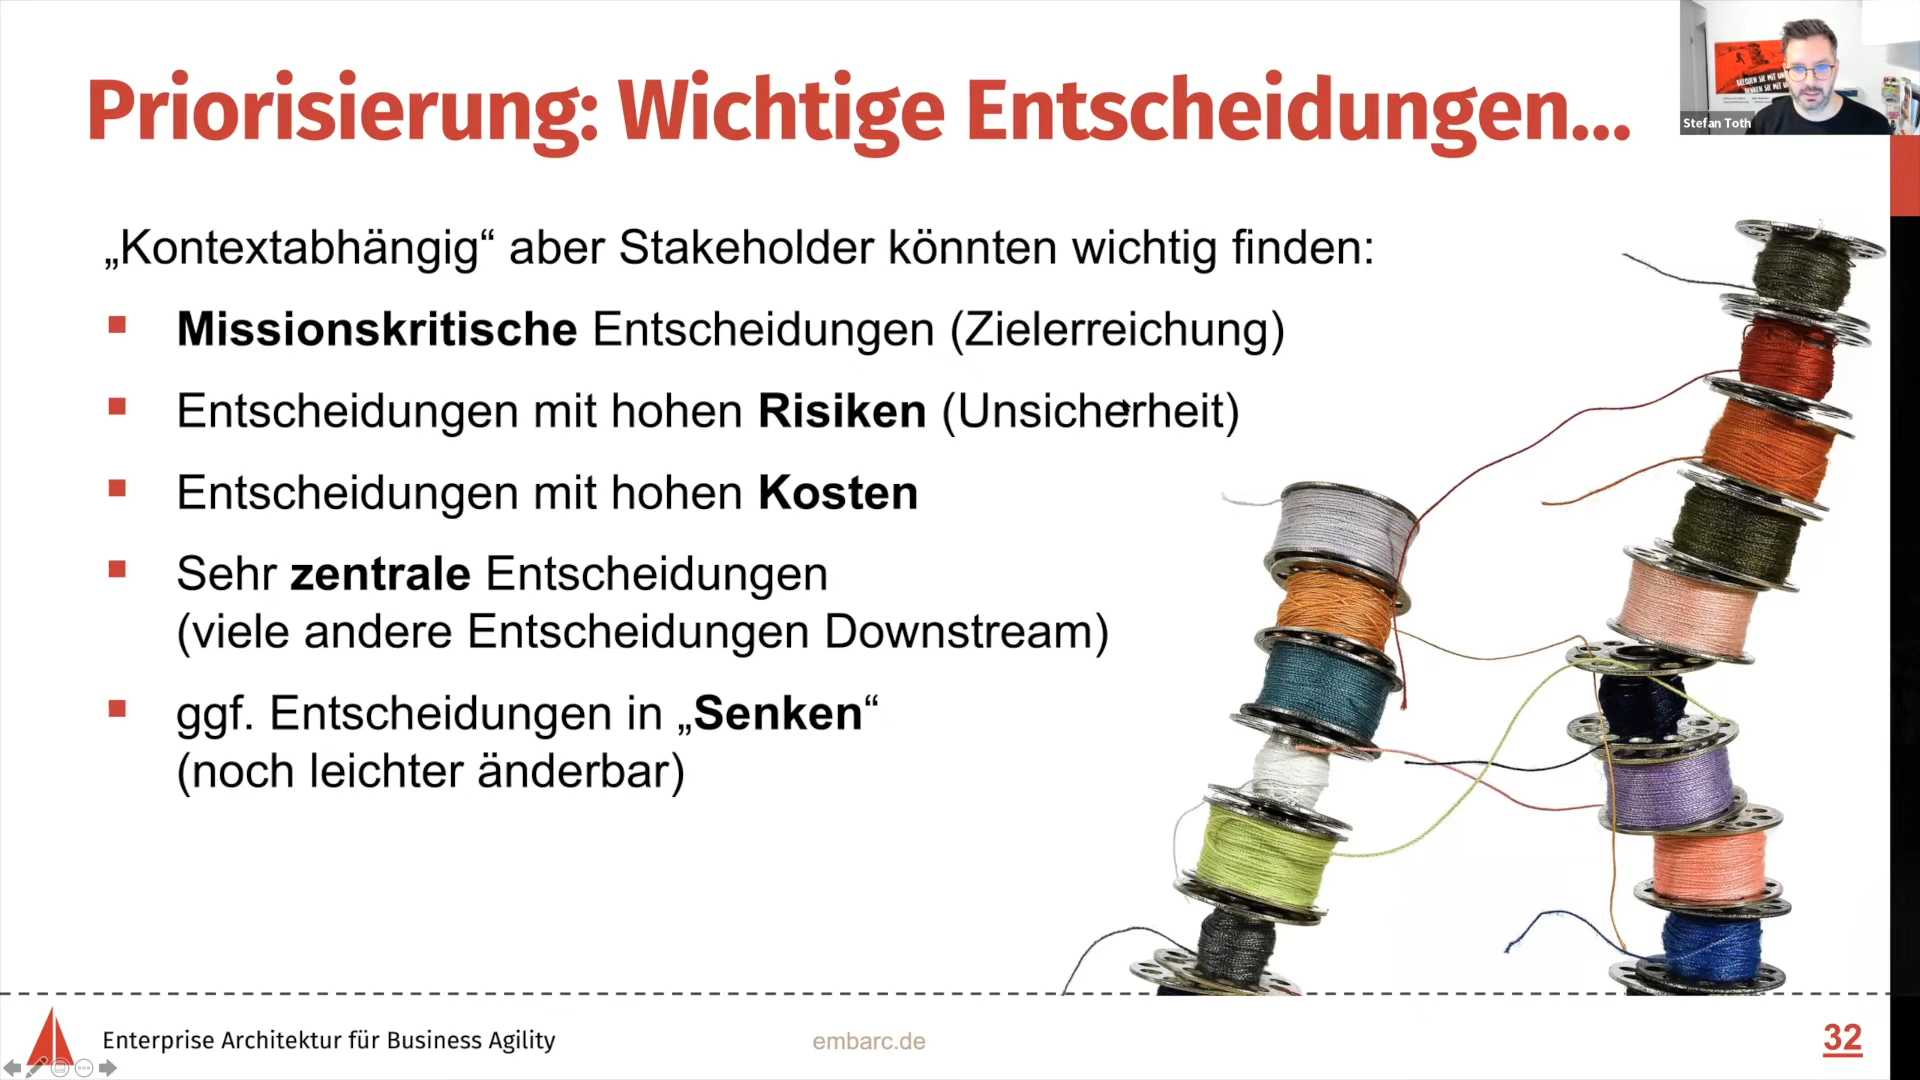 Priorisierung: Wichtige Entscheidungen...
Stefan Toth
„Kontextabhängig“ aber Stakeholder könnten wichtig finden:
Missionskritische Entscheidungen (Zielerreichung)
Entscheidungen mit hohen Risiken (Unsicherheit)
Entscheidungen mit hohen Kosten
Sehr zentrale Entscheidungen
(viele andere Entscheidungen Downstream)
ggf. Entscheidungen in „Senken“
(noch leichter änderbar)
Enterprise Architektur für Business Agility
embarc.de
32